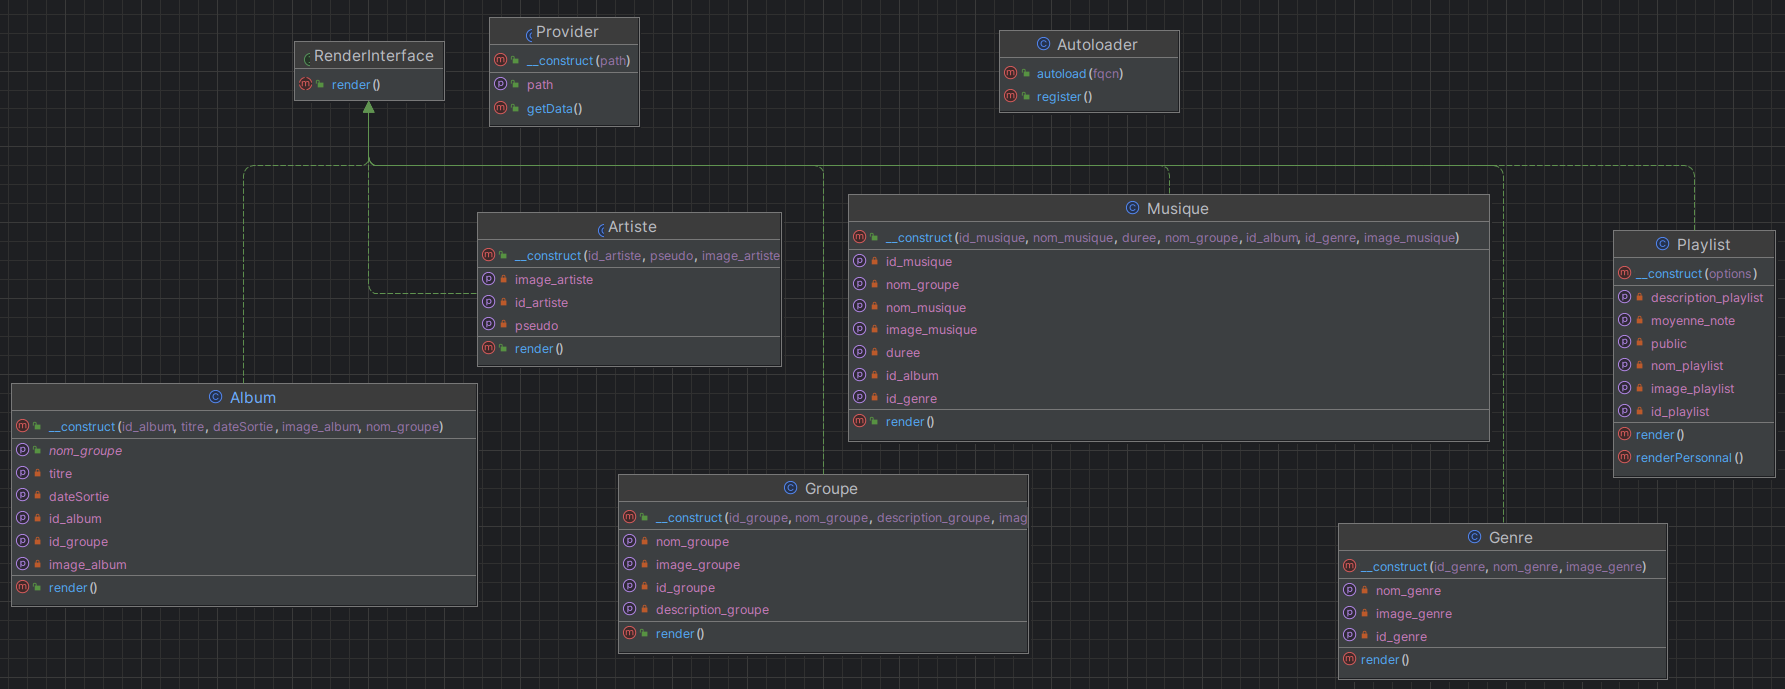 RenderInterface
render()
Provider
__construct(path)
path
getData()
Autoloader
autoload(fqcn)
register()
Artiste
__construct(id_artiste, pseudo, image_artiste
image_artiste
id_artiste
pseudo
render()
Musique
__construct(id_musique, nom_musique, duree, nom_groupe, id_album, id_genre, image_musique)
id_musique
nom_groupe
nom_musique
image_musique
duree
id_album
id_genre
render()
Playlist
__construct(options)
description_playlist
moyenne_note
public
nom_playlist
image_playlist
id_playlist
render()
renderPersonnal()
Album
__construct(id_album, titre, dateSortie, image_album, nom_groupe)
nom_groupe
titre
dateSortie
id_album
id_groupe
image_album
render()
Groupe
__construct(id_groupe, nom_groupe, description_groupe, imag
nom_groupe
image_groupe
id_groupe
description_groupe
render()
Genre
__construct(id_genre, nom_genre, image_genre)
nom_genre
image_genre
id_genre
render()